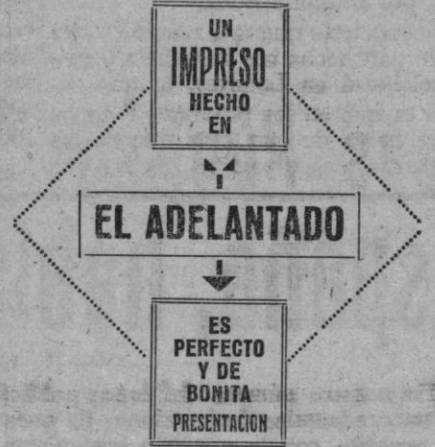 UN
IMPRESO
HECHO
EN
EL ADELANTADO
ES
PERFECTO
Y DE
BONITA
PRESENTACION